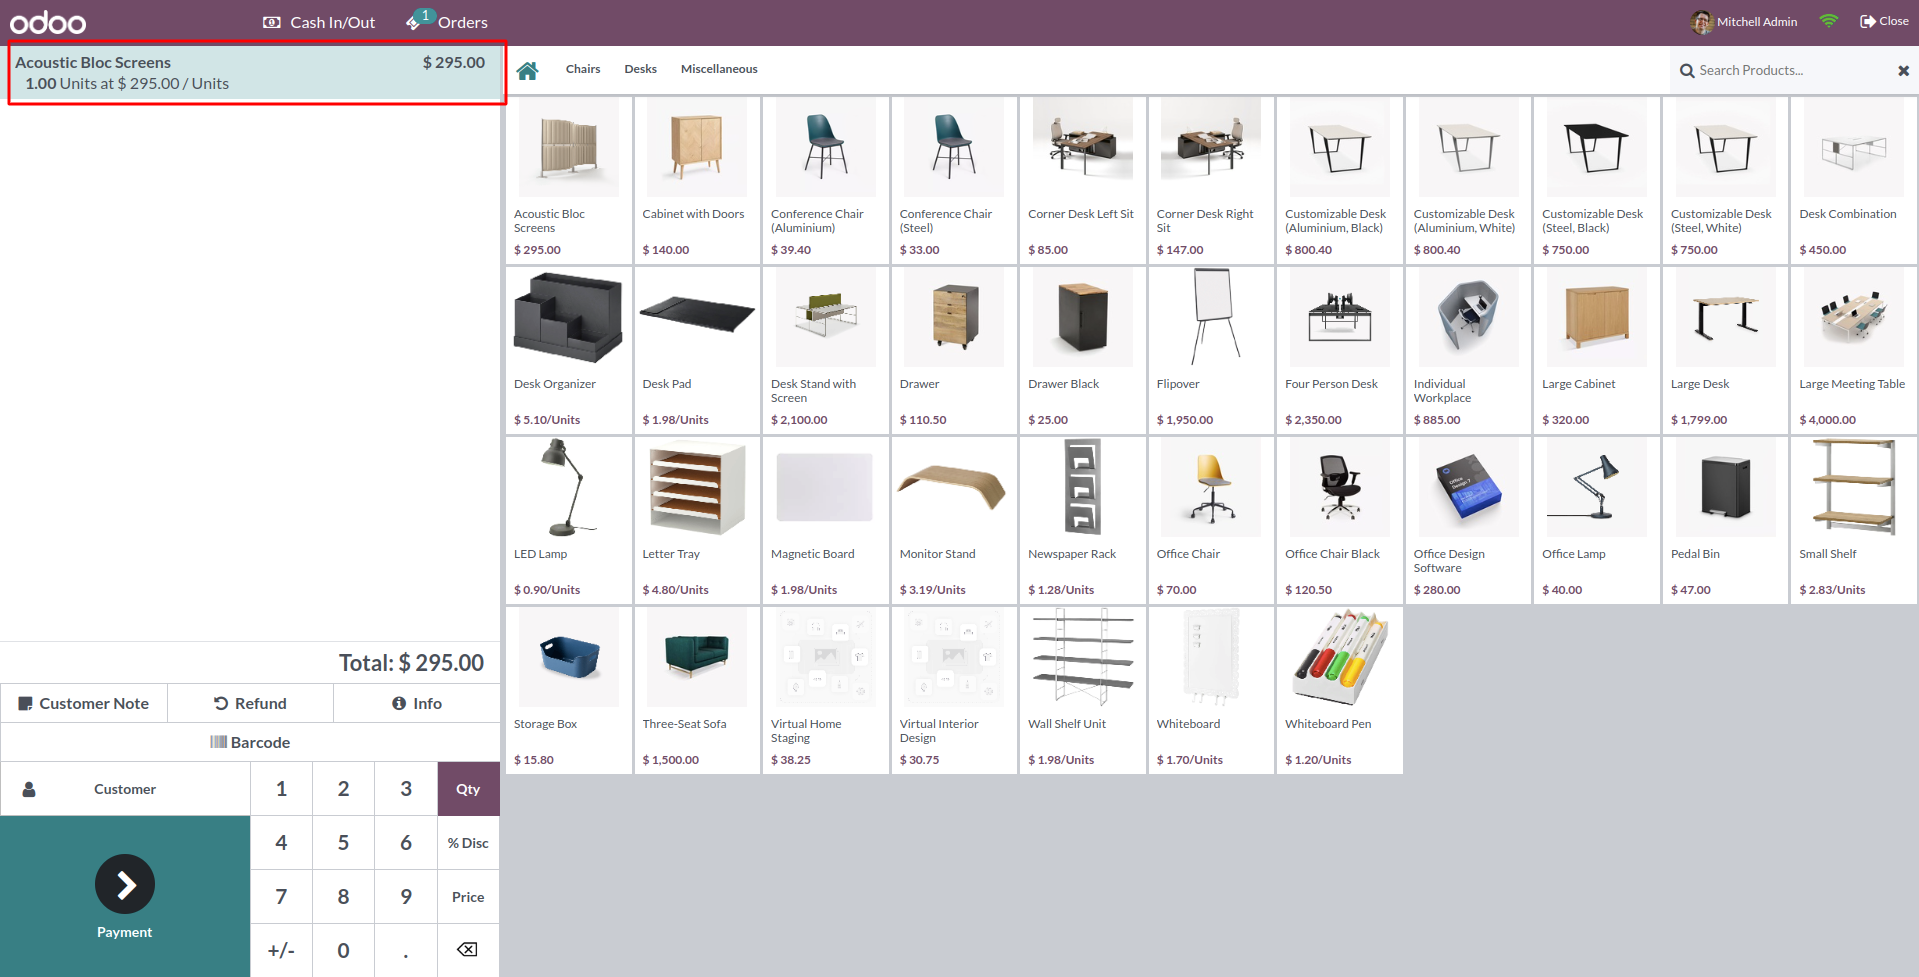 odoo
Cash In/Out
1
Orders
Mitchell Admin
Close
Acoustic Bloc Screens $ 295.00
1.00 Units at $ 295.00 / Units
Chairs Desks Miscellaneous
Search Products...
Acoustic Bloc
Screens
$ 295.00
Cabinet with Doors
$ 140.00
Conference Chair
(Aluminium)
$ 39.40
Conference Chair
(Steel)
$ 33.00
Corner Desk Left Sit
$ 85.00
Corner Desk Right
Sit
$ 147.00
Customizable Desk
(Aluminium, Black)
$ 800.40
Customizable Desk
(Aluminium, White)
$ 800.40
Customizable Desk
(Steel, Black)
$ 750.00
Customizable Desk
(Steel, White)
$ 750.00
Desk Combination
$ 450.00
Desk Organizer
$ 5.10/Units
Desk Pad
$ 1.98/Units
Desk Stand with
Screen
$ 2,100.00
Drawer
$ 110.50
Drawer Black
$ 25.00
Flipover
$ 1,950.00
Four Person Desk
$ 2,350.00
Individual
Workplace
$ 885.00
Large Cabinet
$ 320.00
Large Desk
$ 1,799.00
Large Meeting Table
$ 4,000.00
LED Lamp
$ 0.90/Units
Letter Tray
$ 4.80/Units
Magnetic Board
$ 1.98/Units
Monitor Stand
$ 3.19/Units
Newspaper Rack
$ 1.28/Units
Office Chair
$ 70.00
Office Chair Black
$ 120.50
Office
Design 7
Office Design
Software
$ 280.00
Office Lamp
$ 40.00
Pedal Bin
$ 47.00
Small Shelf
$ 2.83/Units
Storage Box
$ 15.80
Three-Seat Sofa
$ 1,500.00
Virtual Home
Staging
$ 38.25
Virtual Interior
Design
$ 30.75
Wall Shelf Unit
$ 1.98/Units
Whiteboard
$ 1.70/Units
Whiteboard Pen
$ 1.20/Units
Total: $ 295.00
Customer Note Refund Info
Barcode
Customer 1 2 3 Qty
4 5 6 % Disc
7 8 9 Price
Payment
+/- 0 .